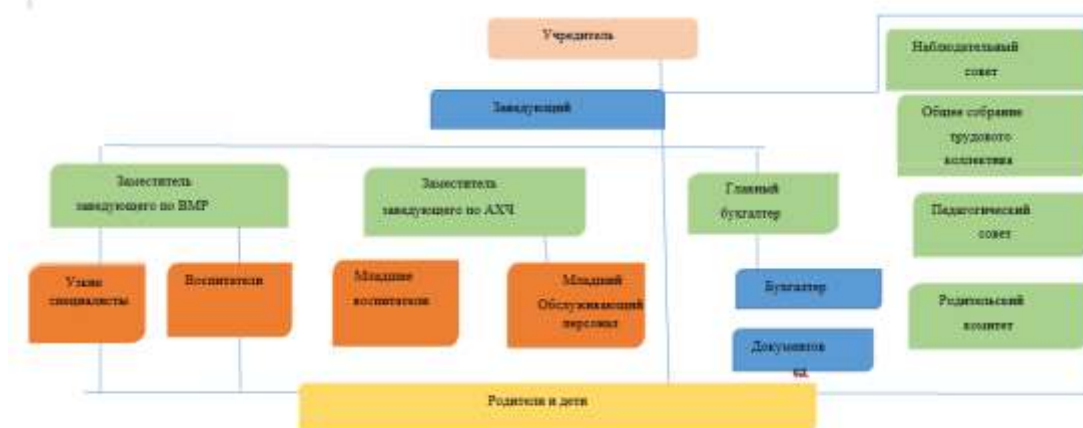 Учредитель
Наблюдательный
совет
Заведующий
Общее собрание
трудового
коллектива
Заместитель
заведующего по ВМР
Заместитель
заведующего по АХЧ
Главный
бухгалтер
Педагогический
совет
Узкие
специалисты
Воспитатели
Младшие
воспитатели
Младший
Обслуживающий
персонал
Бухгалтер
Родительский
комитет
Документов
ед.
Родители и дети